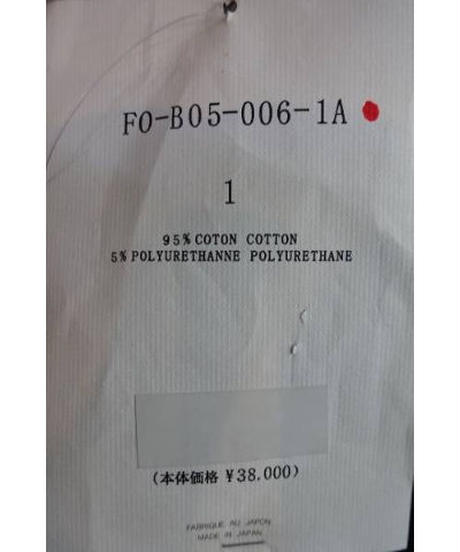 FO-B05-006-1A
1
95% COTON COTTON
5% POLYURETHANNE POLYURETHANE
(本体価格 ¥38.000)
FABRIQUE AU JAPON
MADE IN JAPAN